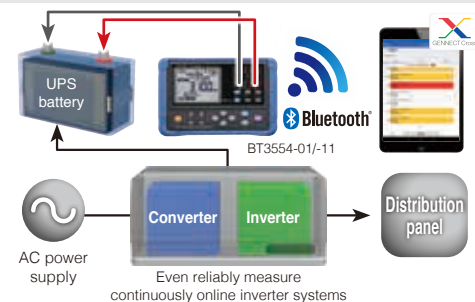 GENNECT Cross
UPS
battery
Bluetooth®
BT3554-01/-11
Converter
Inverter
Distribution
panel
AC power
supply
Even reliably measure
continuously online inverter systems